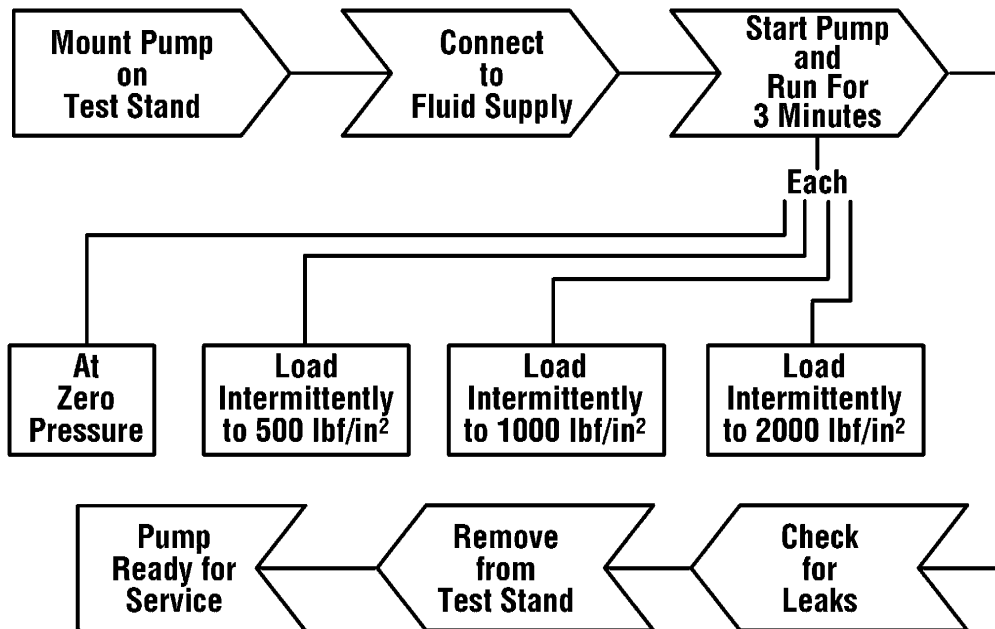 Mount Pump
on
Test Stand
Connect
to
Fluid Supply
Start Pump
and
Run For
3 Minutes
Each
At
Zero
Pressure
Load
Intermittently
to 500 lbf/in²
Load
Intermittently
to 1000 lbf/in²
Load
Intermittently
to 2000 lbf/in²
Pump
Ready for
Service
Remove
from
Test Stand
Check
for
Leaks